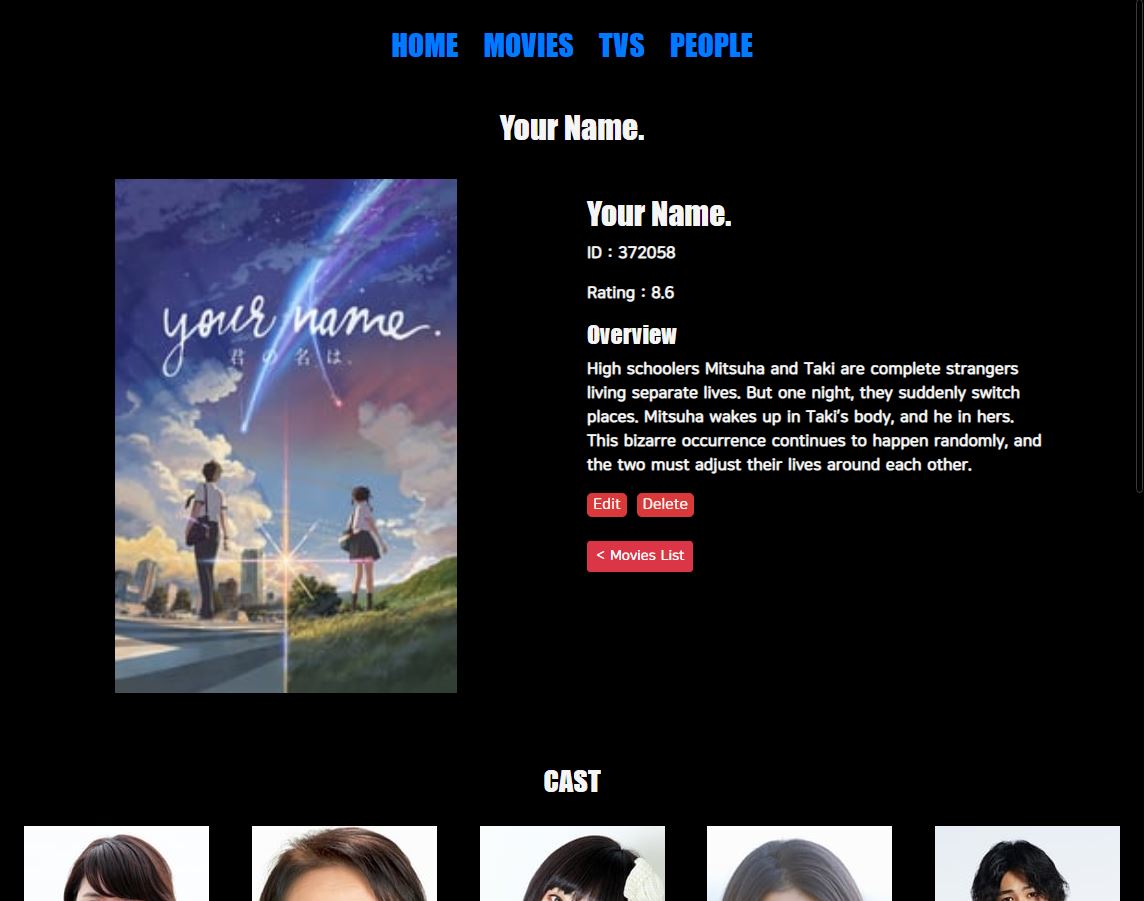 HOME MOVIES TVS PEOPLE
Your Name.
your name.
君の名は。
Your Name.
ID : 372058
Rating : 8.6
Overview
High schoolers Mitsuha and Taki are complete strangers
living separate lives. But one night, they suddenly switch
places. Mitsuha wakes up in Taki's body, and he in hers.
This bizarre occurrence continues to happen randomly, and
the two must adjust their lives around each other.
Edit Delete
< Movies List
CAST